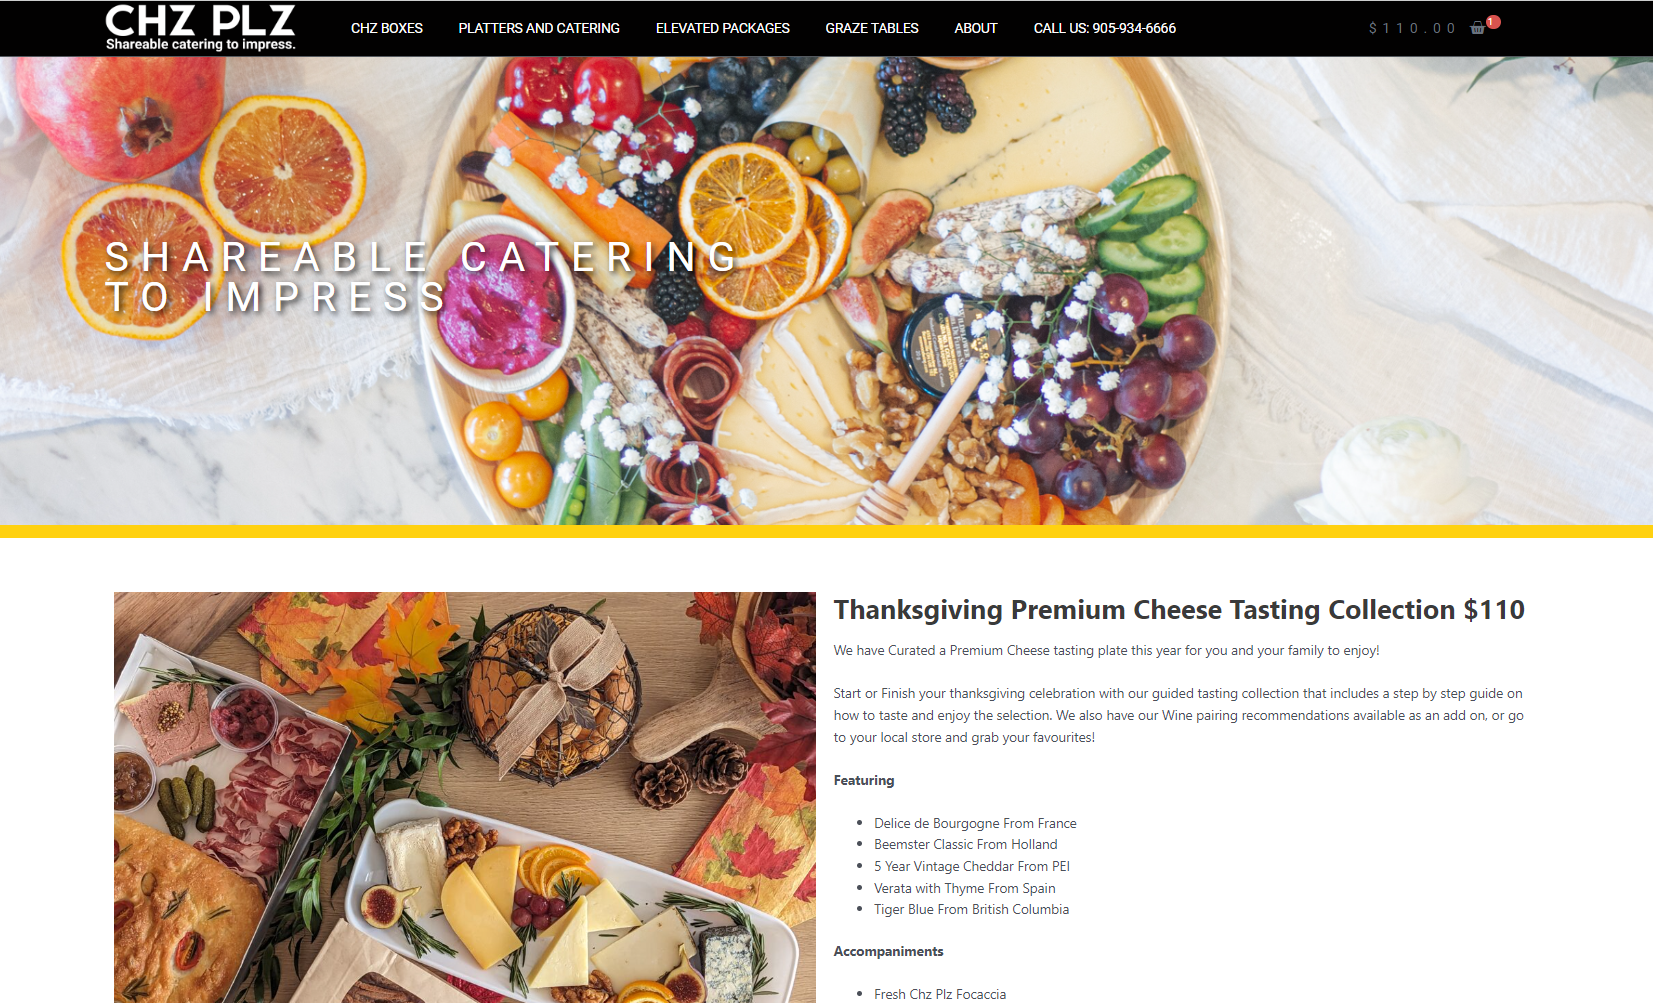 CHZ PLZ
Shareable catering to impress.
CHZ BOXES
PLATTERS AND CATERING
ELEVATED PACKAGES
GRAZE TABLES
ABOUT
CALL US: 905-934-6666
$110.00
1
SHAREABLE CATERING
TO IMPRESS
Thanksgiving Premium Cheese Tasting Collection $110
We have Curated a Premium Cheese tasting plate this year for you and your family to enjoy!
Start or Finish your thanksgiving celebration with our guided tasting collection that includes a step by step guide on
how to taste and enjoy the selection. We also have our Wine pairing recommendations available as an add on, or go
to your local store and grab your favourites!
Featuring
Delice de Bourgogne From France
Beemster Classic From Holland
5 Year Vintage Cheddar From PEI
Verata with Thyme From Spain
Tiger Blue From British Columbia
Accompaniments
Fresh Chz Plz Focaccia